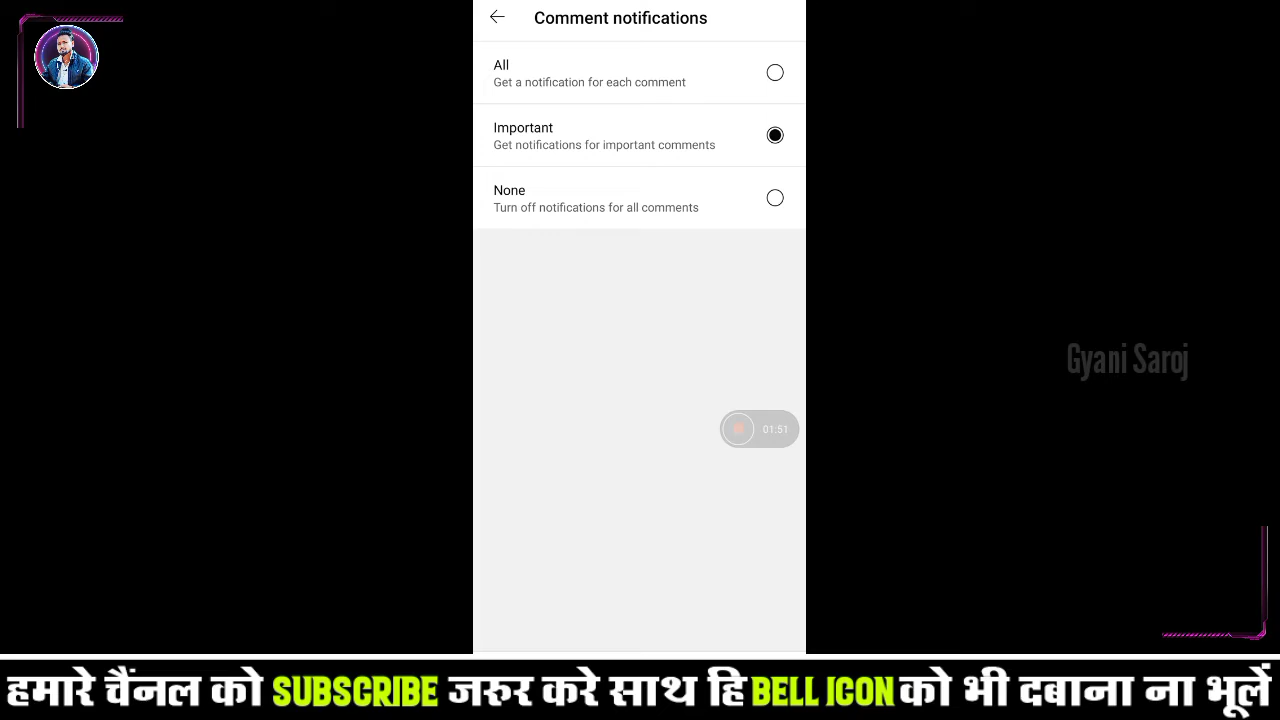 Comment notifications
All
Get a notification for each comment
Important
Get notifications for important comments
None
Turn off notifications for all comments
Gyani Saroj
01:51
हमारे चैंनल को SUBSCRIBE जरुर करे साथ हि BELL ICON को भी दबाना ना भूलें